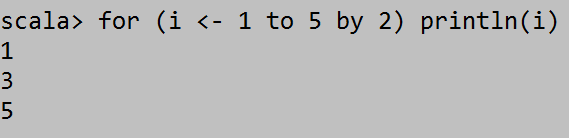 scala> for (i <- 1 to 5 by 2) println(i)
1
3
5